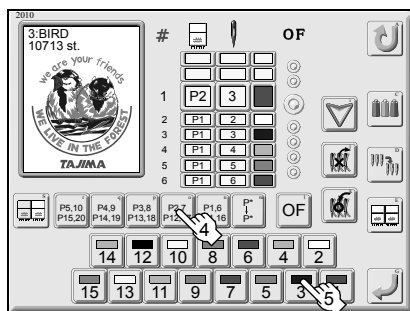 2010
3:BIRD
10713 st.
we are your friends
WE LIVE IN THE FOREST
TAJIMA
# OF
1 P2 3
2 P1 2
3 P1 3
4 P1 4
5 P1 5
6 P1 6
P5,10 P4,9 P3,8 P2,7 P1,6 P*
P15,20 P14,19 P13,18 P12 ,16 P*
OF
4
14 12 10 8 6 4 2
15 13 11 9 7 5 3
5